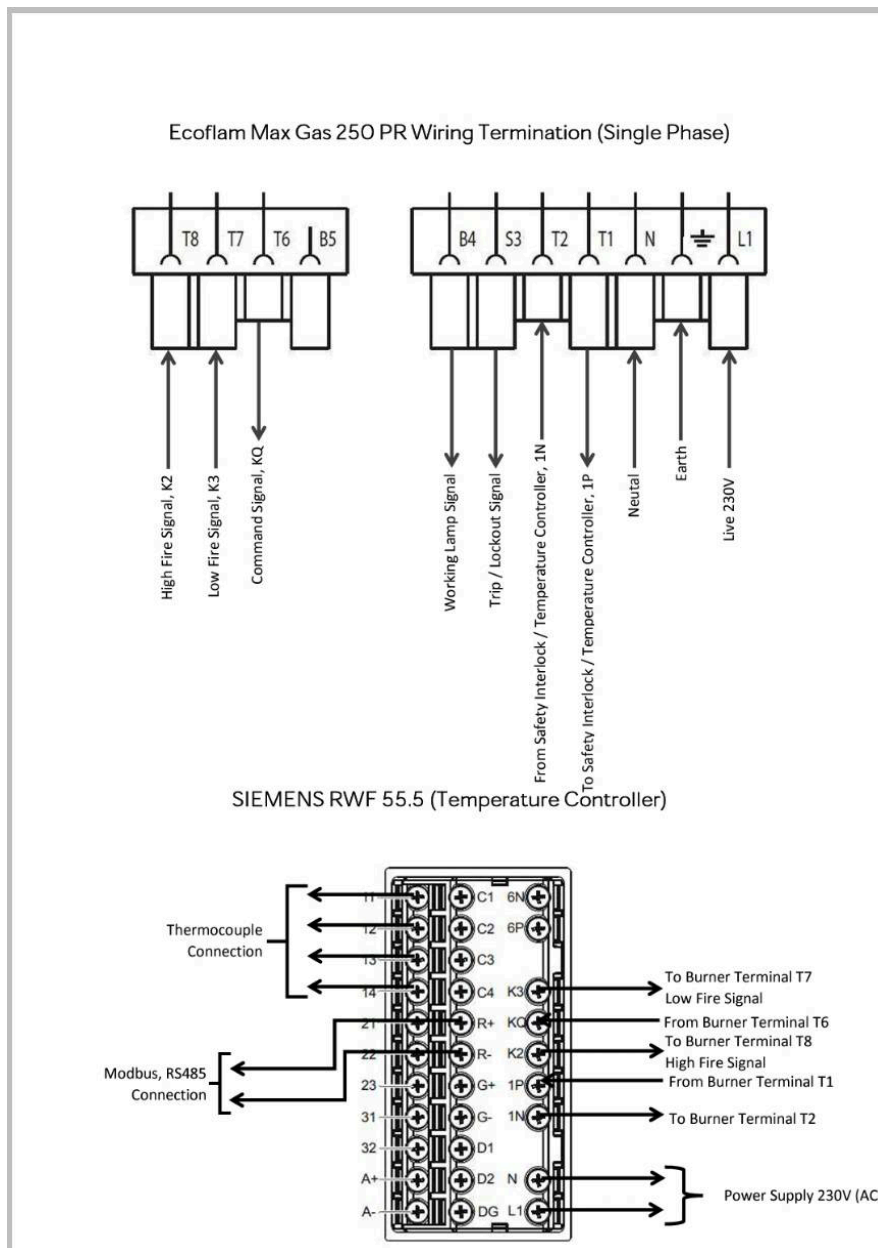 Ecoflam Max Gas 250 PR Wiring Termination (Single Phase)
T8 T7 T6 B5
B4 S3 T2 T1 N L1
High Fire Signal, K2
Low Fire Signal, K3
Command Signal, KQ
Working Lamp Signal
Trip / Lockout Signal
From Safety Interlock / Temperature Controller, 1N
To Safety Interlock / Temperature Controller, 1P
Neutal
Earth
Live 230V
SIEMENS RWF 55.5 (Temperature Controller)
Thermocouple
Connection
Modbus, RS485
Connection
11 C1 6N
12 C2 6P
13 C3
14 C4 K3
21 R+ KQ
22 R- K2
23 G+ 1P
31 G- 1N
32 D1
A+ D2 N
A- DG L1
To Burner Terminal T7
Low Fire Signal
From Burner Terminal T6
To Burner Terminal T8
High Fire Signal
From Burner Terminal T1
To Burner Terminal T2
Power Supply 230V (AC